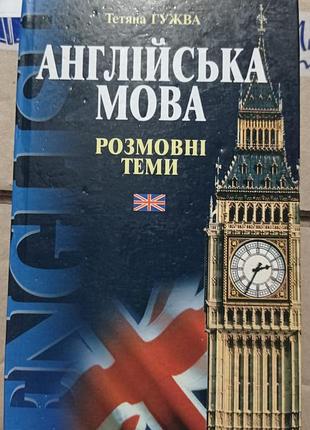 Тетяна ГУЖВА
АНГЛІЙСЬКА
МОВА
РОЗМОВНІ
ТЕМИ
ENGLISH